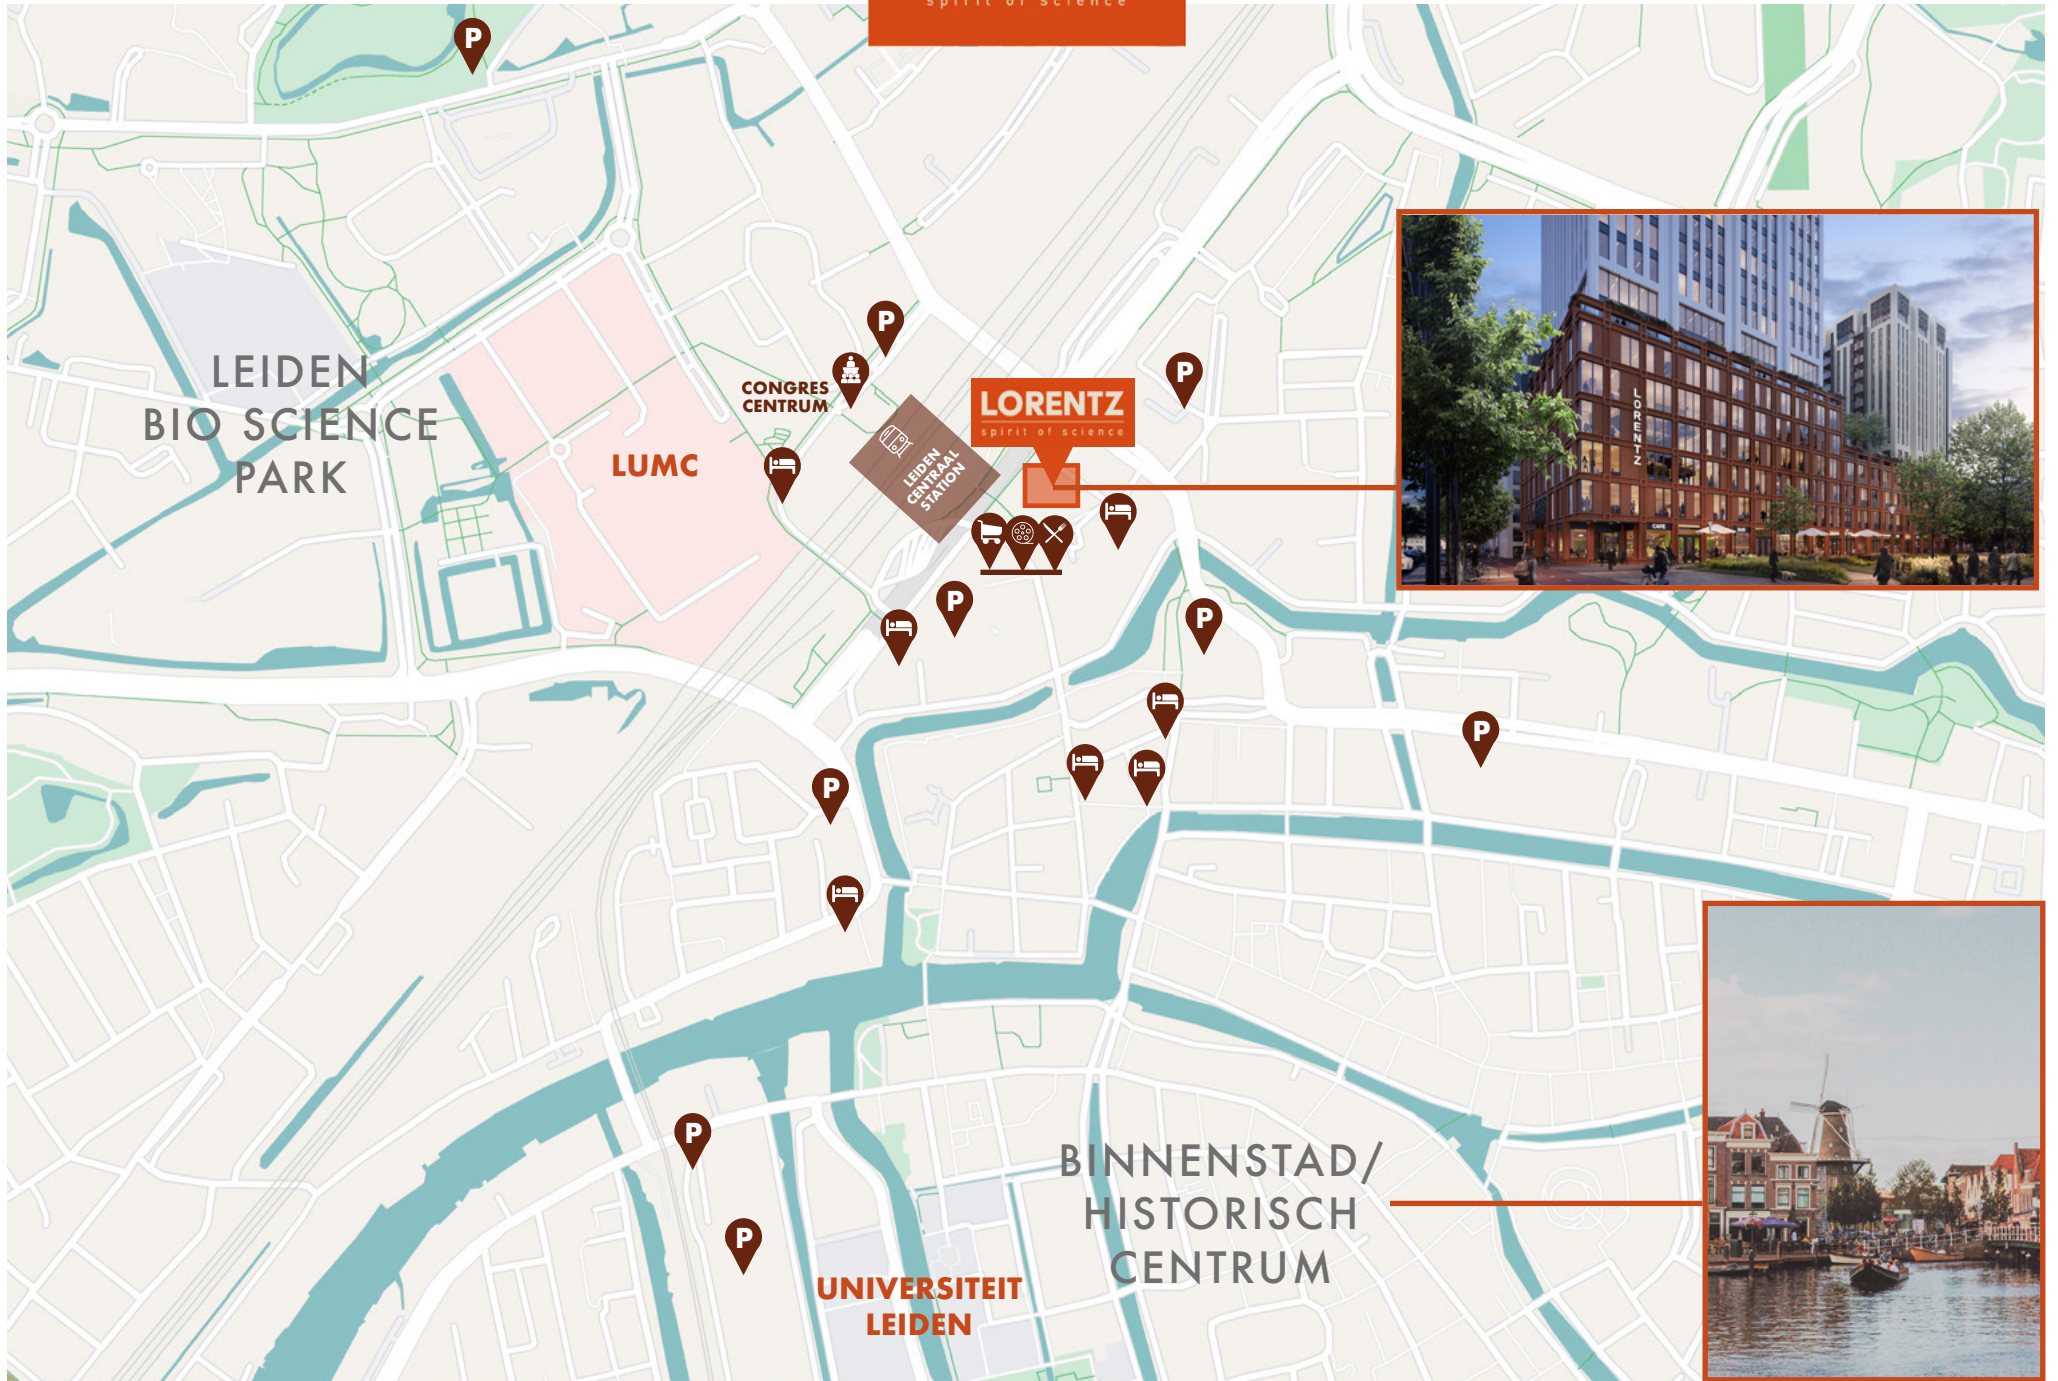 spirit of science
P
P
CONGRES
CENTRUM
P
LORENTZ
spirit of science
LEIDEN
BIO SCIENCE
PARK
LUMC
LEIDEN
CENTRAAL
STATION
LORENTZ
CAFE
P
P
P
P
P
P
BINNENSTAD/
HISTORISCH
CENTRUM
UNIVERSITEIT
LEIDEN